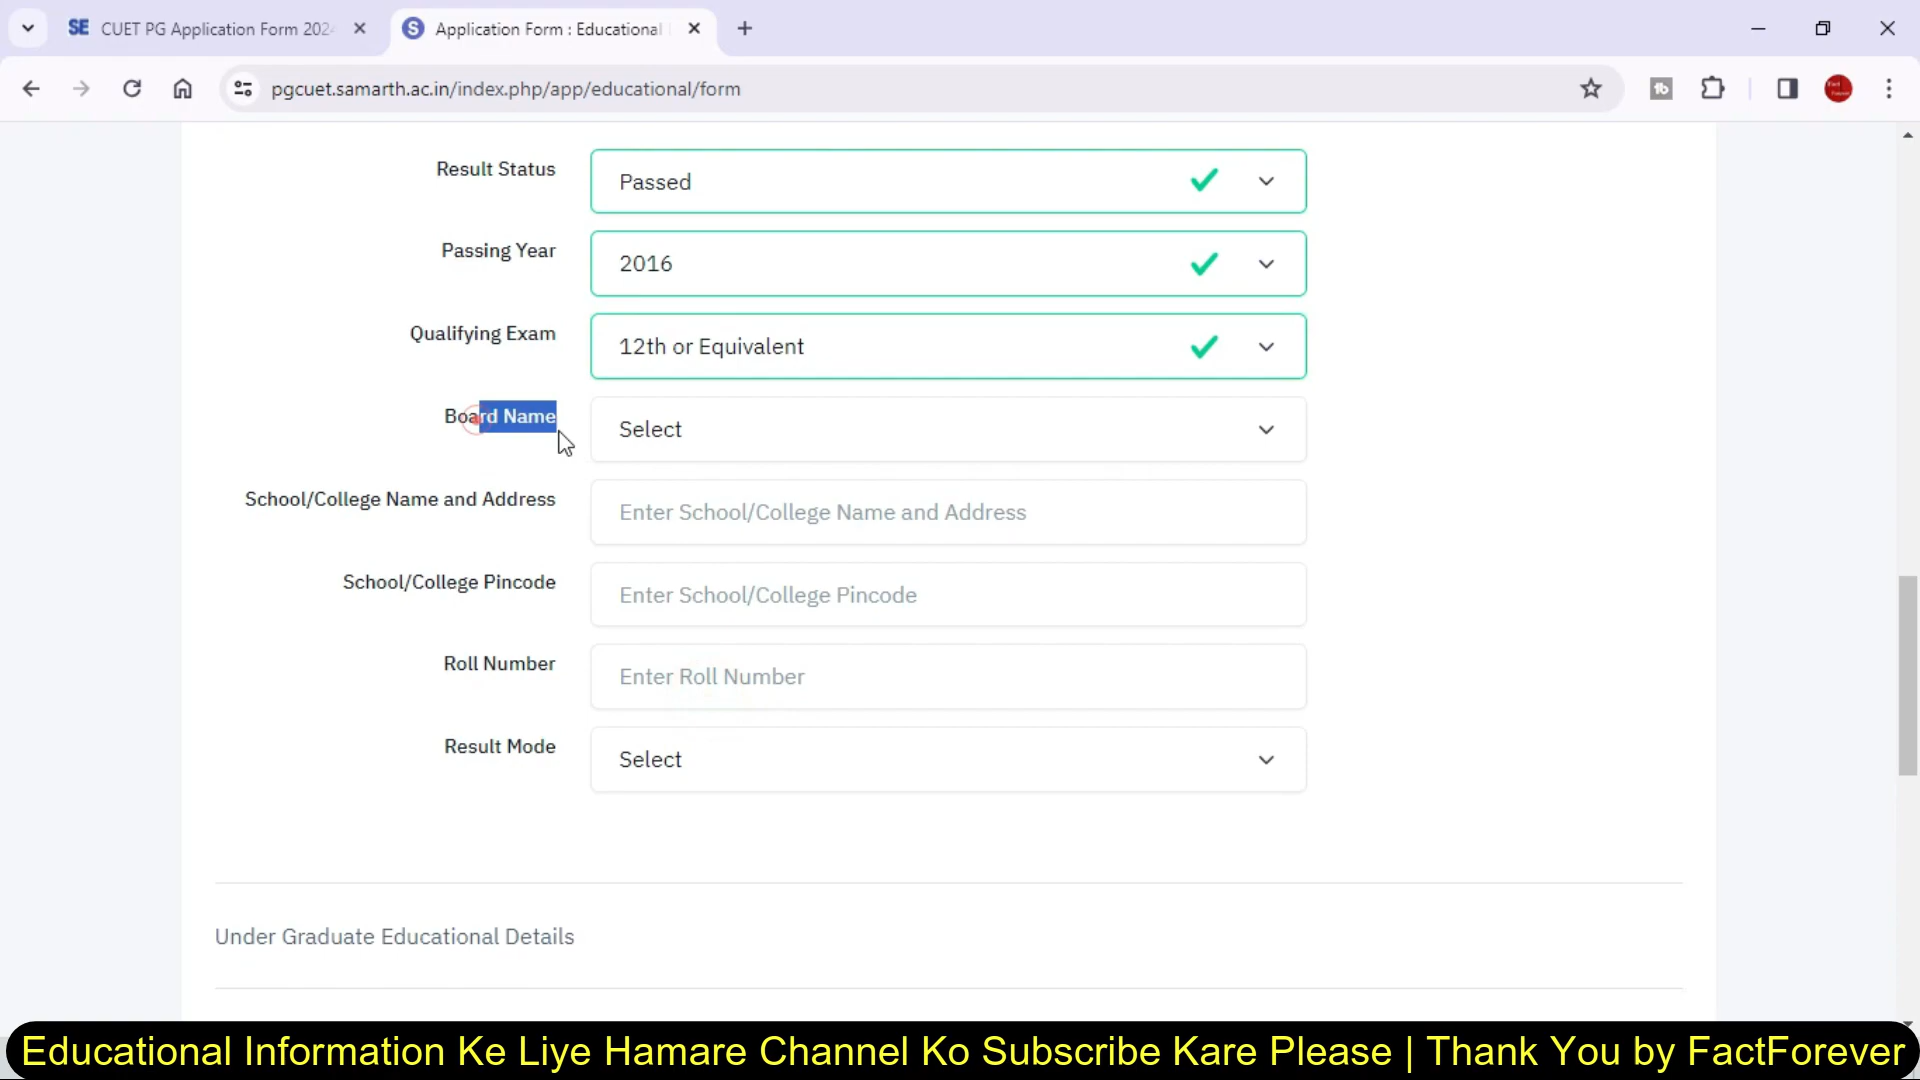 SE CUET PG Application Form 202
S Application Form : Educational
pgcuet.samarth.ac.in/index.php/app/educational/form
Result Status
Passed
Passing Year
2016
Qualifying Exam
12th or Equivalent
Board Name
Select
School/College Name and Address
Enter School/College Name and Address
School/College Pincode
Enter School/College Pincode
Roll Number
Enter Roll Number
Result Mode
Select
Under Graduate Educational Details
Educational Information Ke Liye Hamare Channel Ko Subscribe Kare Please | Thank You by FactForever